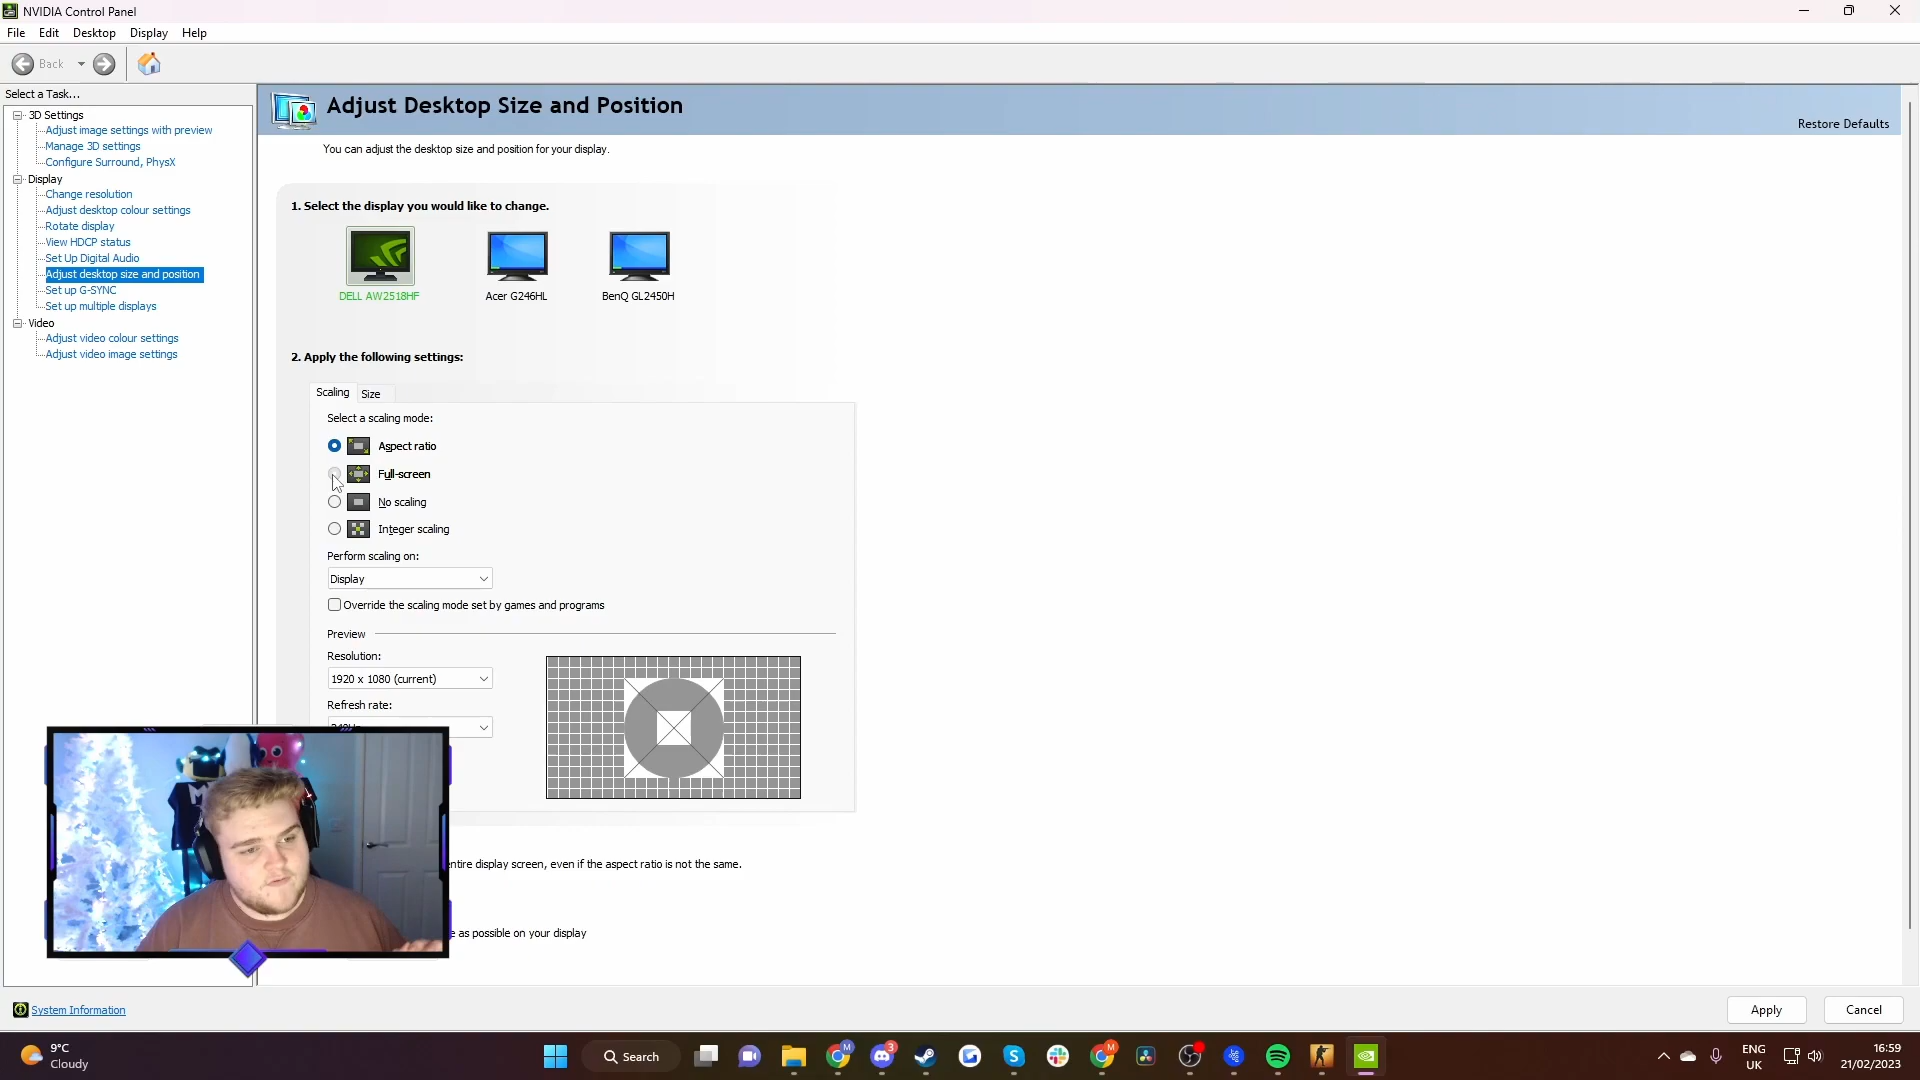 NVIDIA Control Panel
File Edit Desktop Display Help
Back
Select a Task...
3D Settings
Adjust image settings with preview
Manage 3D settings
Configure Surround, PhysX
Display
Change resolution
Adjust desktop colour settings
Rotate display
View HDCP status
Set Up Digital Audio
Adjust desktop size and position
Set up G-SYNC
Set up multiple displays
Video
Adjust video colour settings
Adjust video image settings
Adjust Desktop Size and Position
Restore Defaults
You can adjust the desktop size and position for your display.
1. Select the display you would like to change.
DELL AW2518HF
Acer G246HL
BenQ GL2450H
2. Apply the following settings:
Scaling Size
Select a scaling mode:
Aspect ratio
Full-screen
No scaling
Integer scaling
Perform scaling on:
Display
Override the scaling mode set by games and programs
Preview
Resolution:
1920 x 1080 (current)
Refresh rate:
entire display screen, even if the aspect ratio is not the same.
as possible on your display
System Information
Apply Cancel
9°C
Cloudy
Search
M
3
M
ENG
UK
16:59
21/02/2023